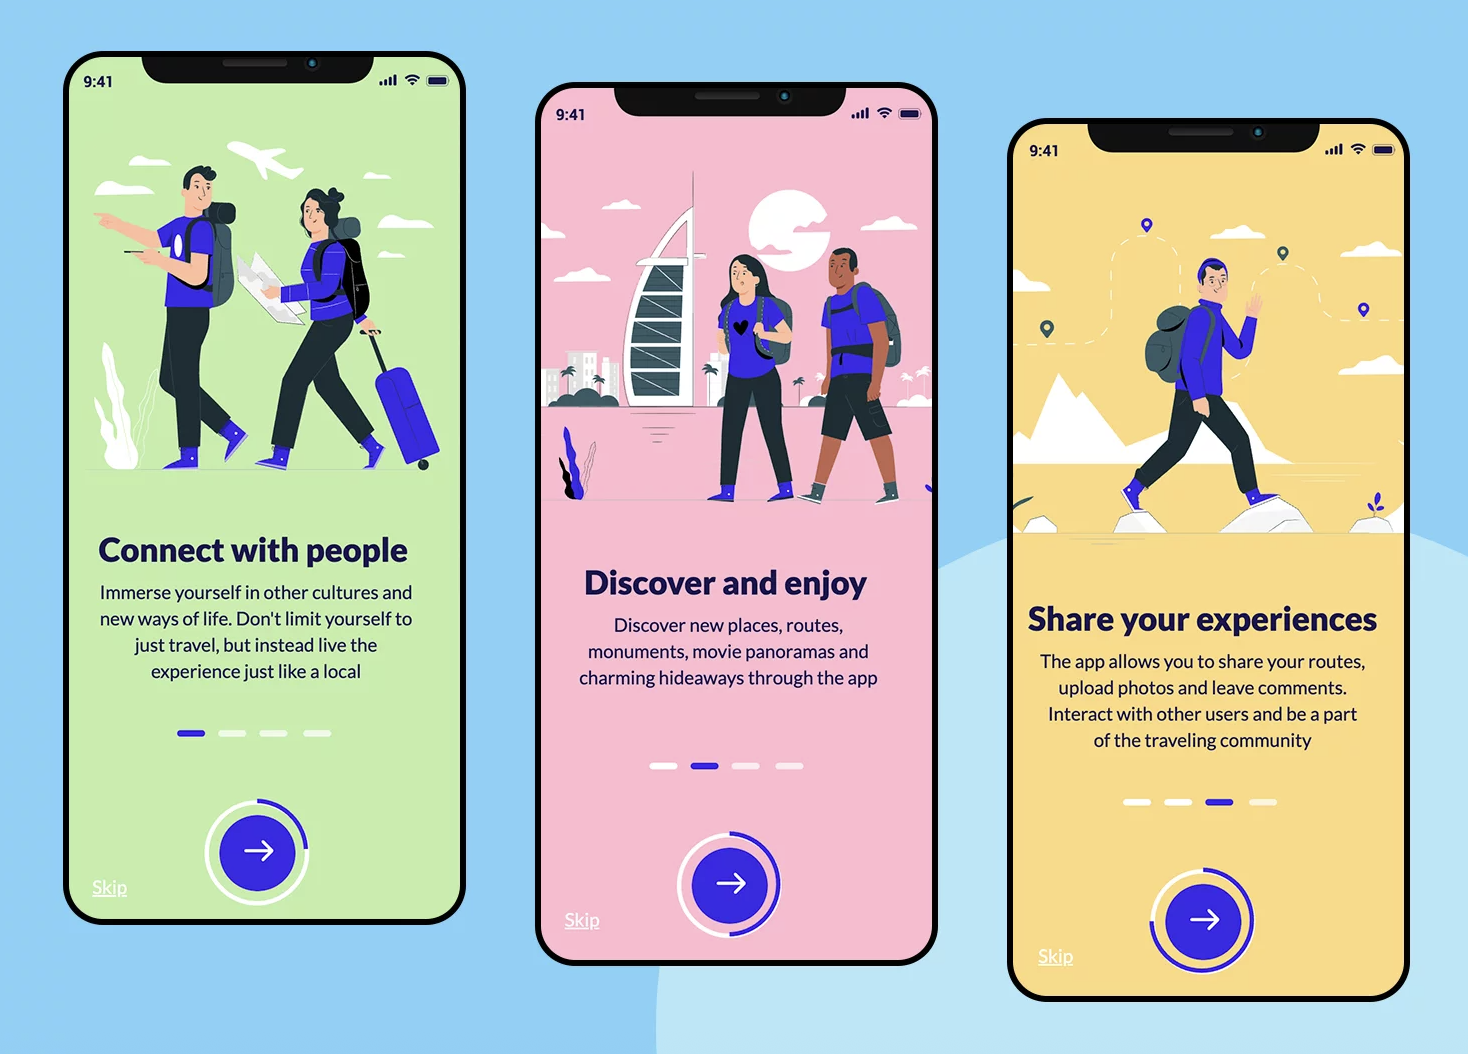 9:41
Connect with people
Immerse yourself in other cultures and
new ways of life. Don't limit yourself to
just travel, but instead live the
experience just like a local
Skip
9:41
Discover and enjoy
Discover new places, routes,
monuments, movie panoramas and
charming hideaways through the app
Skip
9:41
Share your experiences
The app allows you to share your routes,
upload photos and leave comments.
Interact with other users and be a part
of the traveling community
Skip